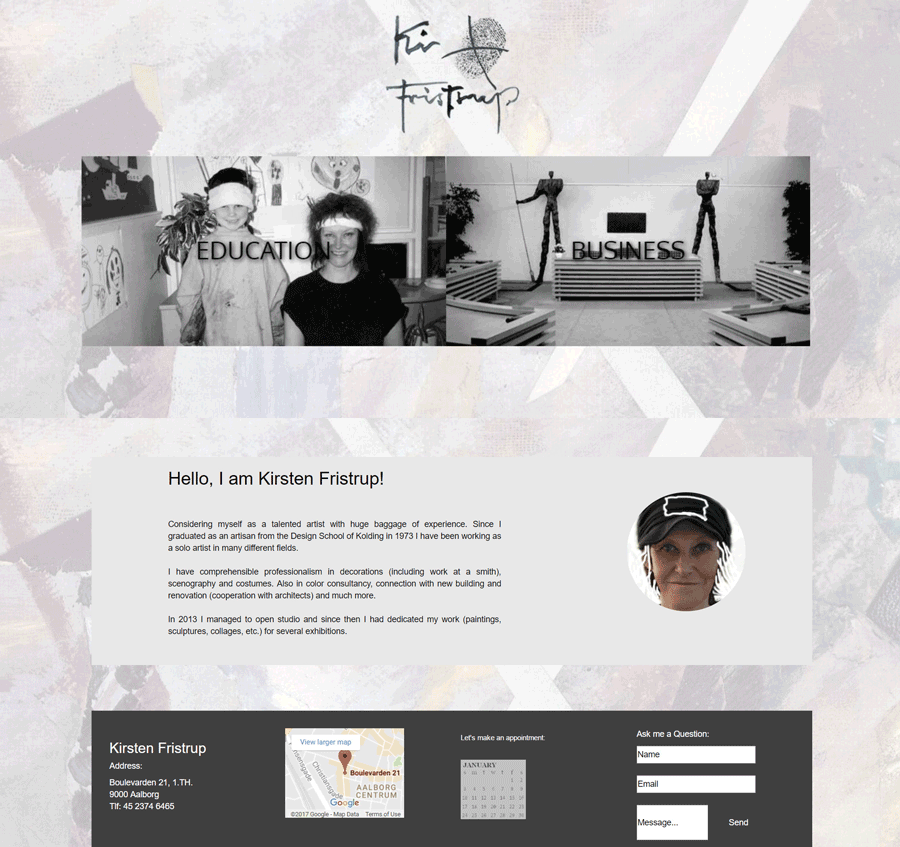 Kir
Fristrup
EDUCATION
BUSINESS
Hello, I am Kirsten Fristrup!
Considering myself as a talented artist with huge baggage of experience. Since I
graduated as an artisan from the Design School of Kolding in 1973 I have been working as
a solo artist in many different fields.
I have comprehensible professionalism in decorations (including work at a smith),
scenography and costumes. Also in color consultancy, connection with new building and
renovation (cooperation with architects) and much more.
In 2013 I managed to open studio and since then I had dedicated my work (paintings,
sculptures, collages, etc.) for several exhibitions.
Kirsten Fristrup
Address:
Boulevarden 21, 1.TH.
9000 Aalborg
Tlf: 45 2374 6465
View larger map
Boulevarden 21
Christiansgade
AALBORG
CENTRUM
Google
©2017 Google - Map Data Terms of Use
Let's make an appointment:
JANUARY
Ask me a Question:
Name
Email
Message...
Send